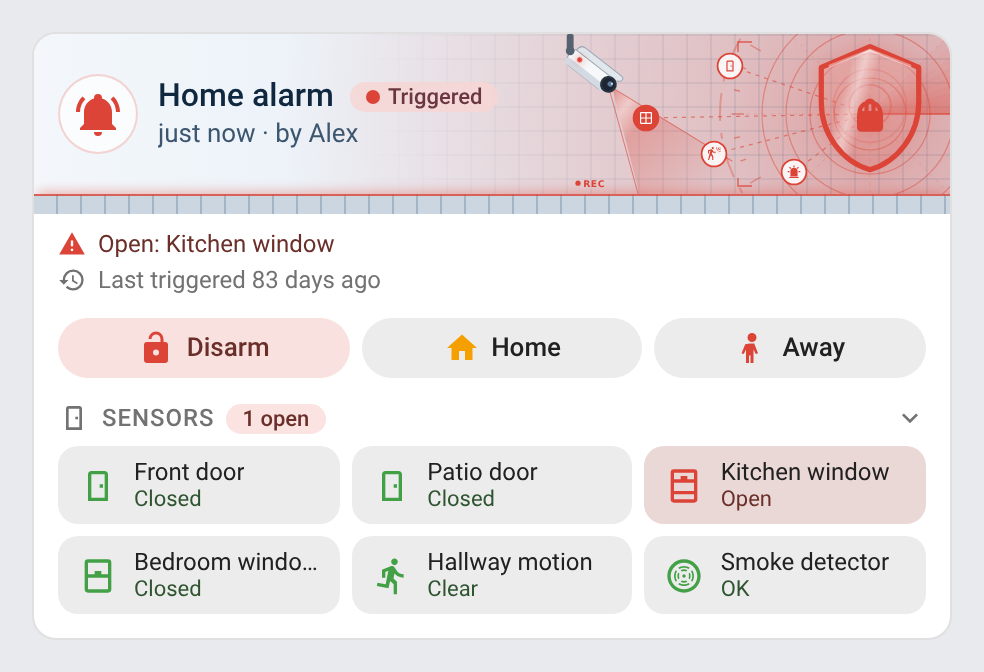 Home alarm
Triggered
just now · by Alex
REC
Open: Kitchen window
Last triggered 83 days ago
Disarm
Home
Away
SENSORS
1 open
Front door
Closed
Patio door
Closed
Kitchen window
Open
Bedroom windo...
Closed
Hallway motion
Clear
Smoke detector
OK